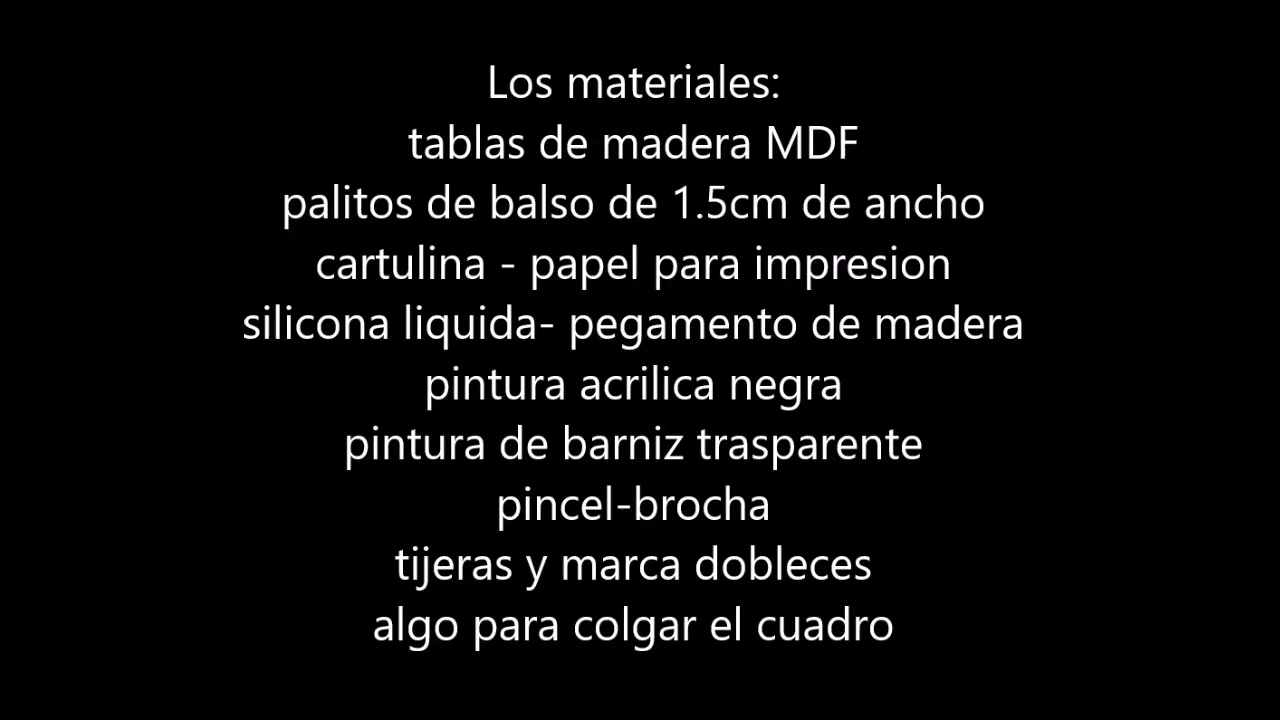 Los materiales:
tablas de madera MDF
palitos de balso de 1.5cm de ancho
cartulina - papel para impresion
silicona liquida- pegamento de madera
pintura acrilica negra
pintura de barniz trasparente
pincel-brocha
tijeras y marca dobleces
algo para colgar el cuadro